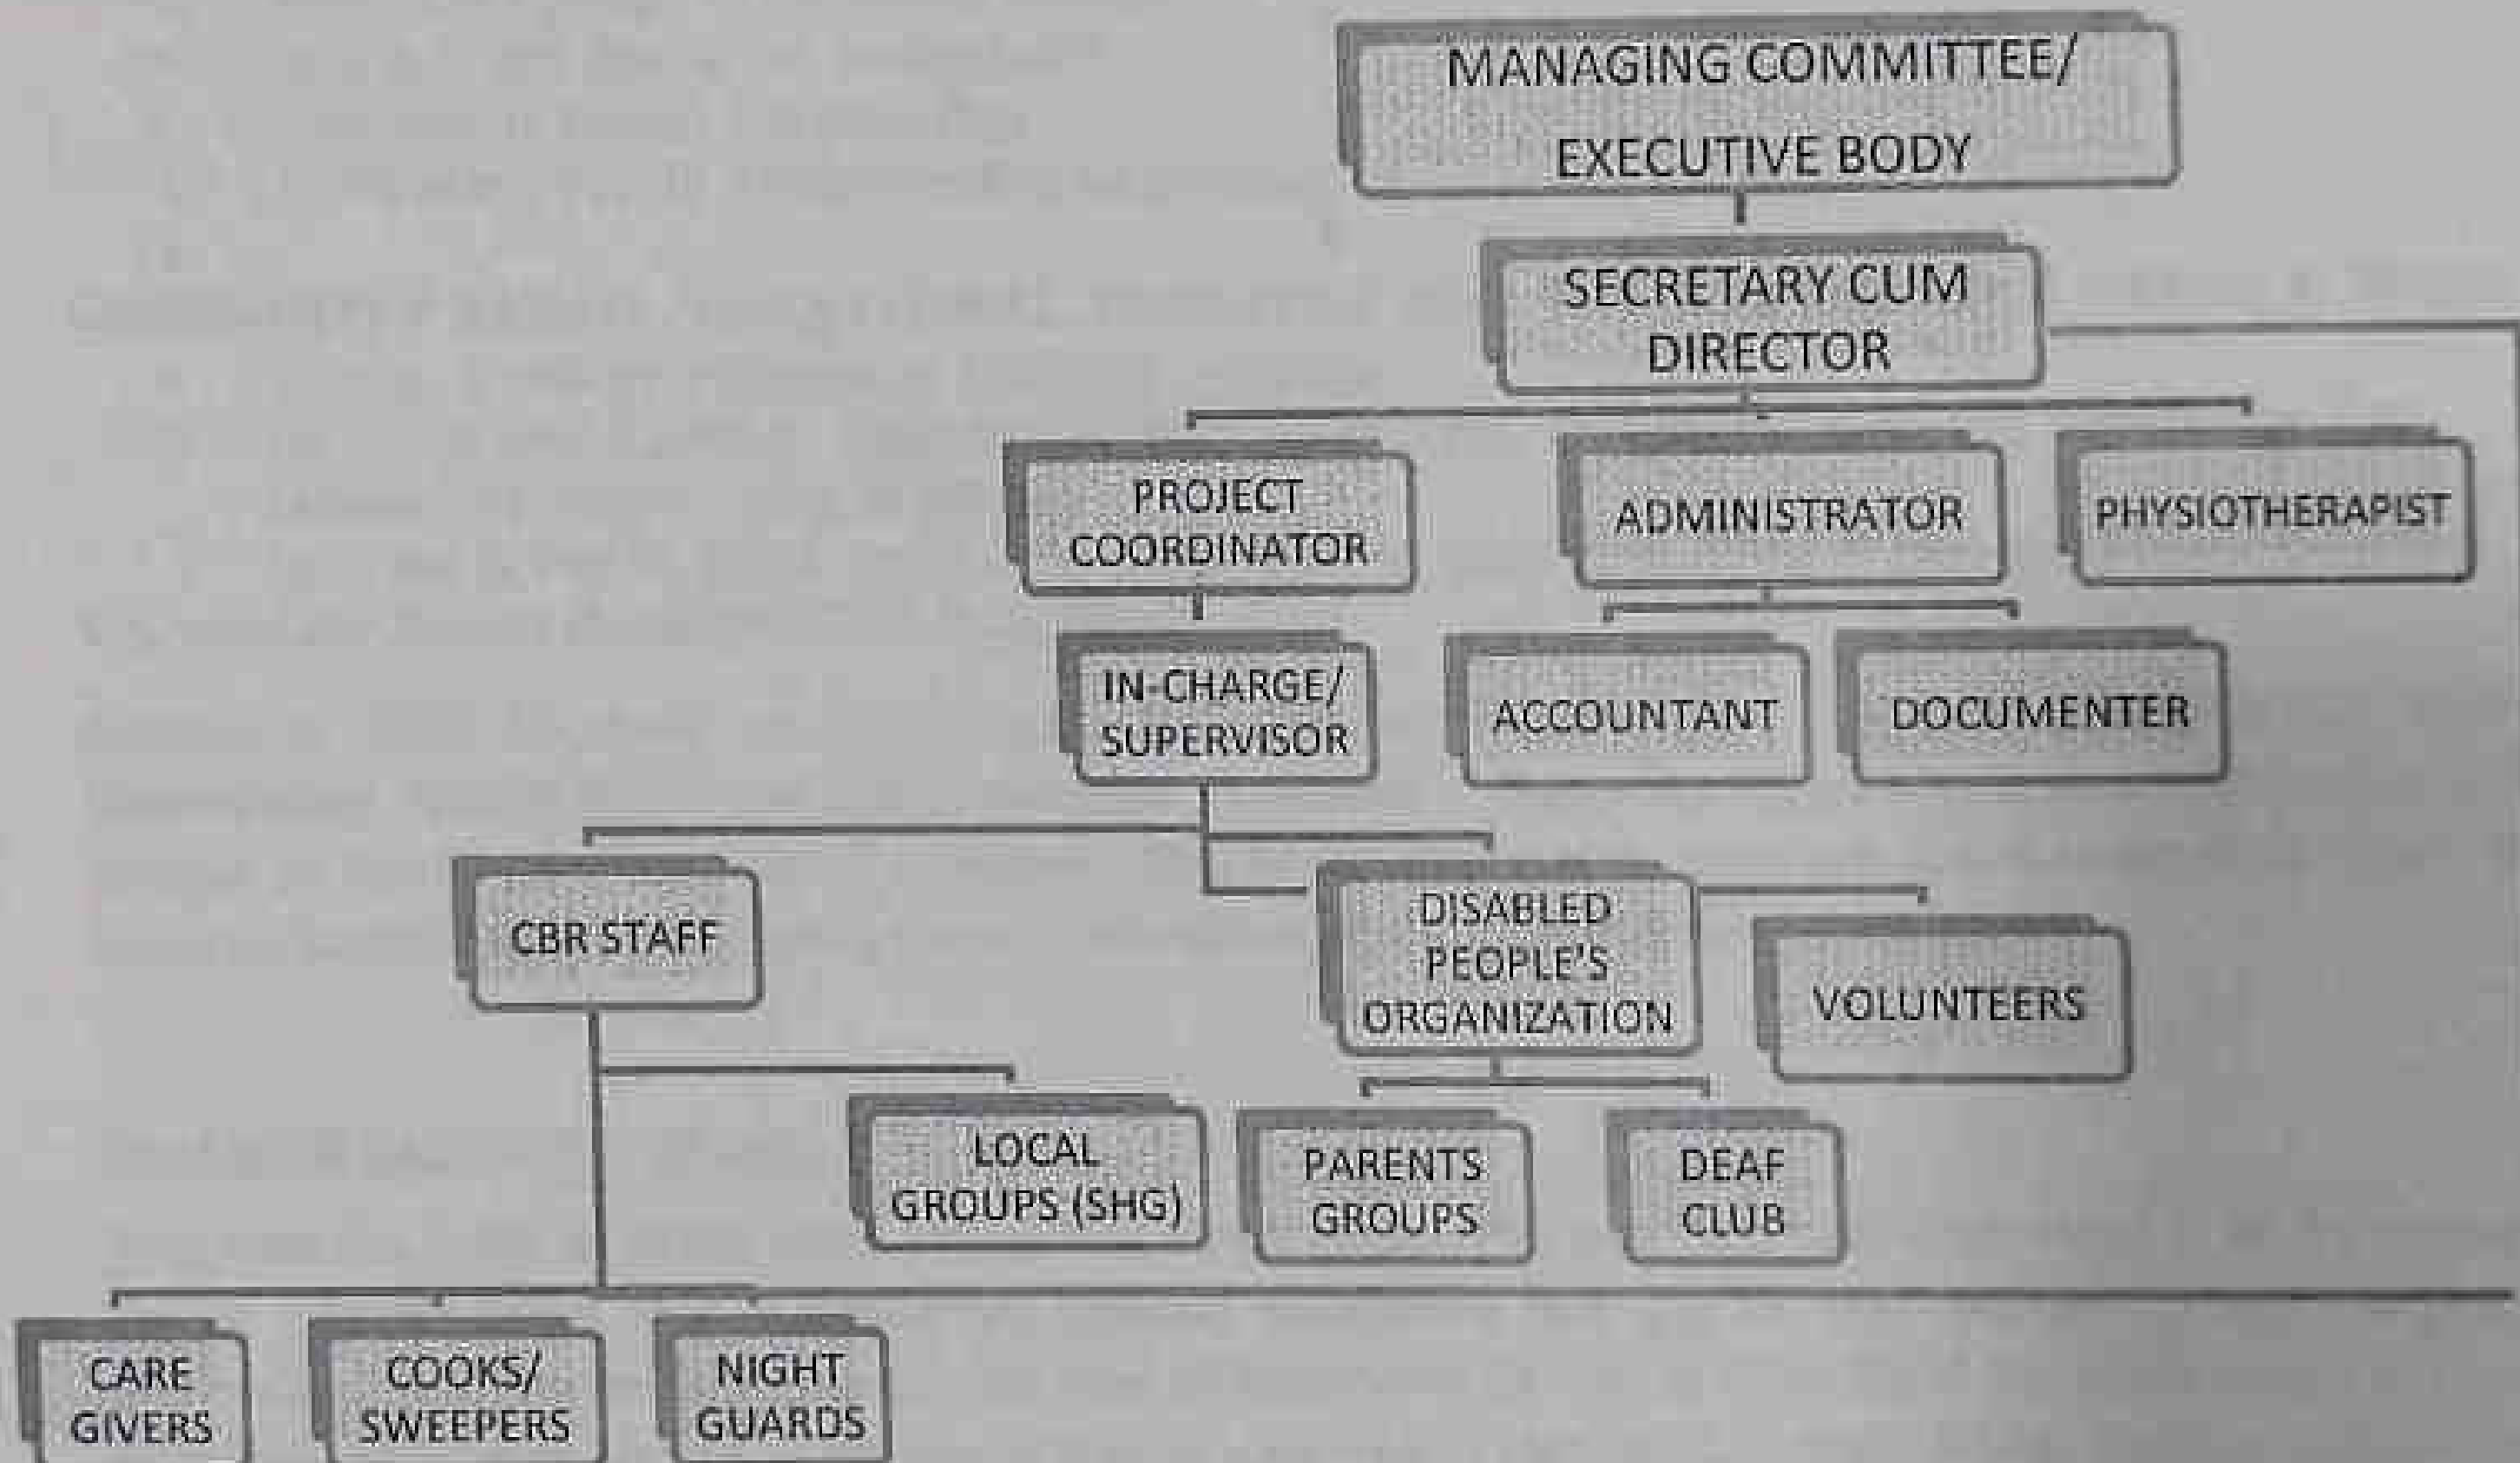 MANAGING COMMITTEE/
EXECUTIVE BODY
SECRETARY CUM
DIRECTOR
PROJECT
COORDINATOR
ADMINISTRATOR
PHYSIOTHERAPIST
IN-CHARGE/
SUPERVISOR
ACCOUNTANT
DOCUMENTER
CBR STAFF
DISABLED
PEOPLE'S
ORGANIZATION
VOLUNTEERS
LOCAL
GROUPS (SHG)
PARENTS
GROUPS
DEAF
CLUB
CARE
GIVERS
COOKS/
SWEEPERS
NIGHT
GUARDS